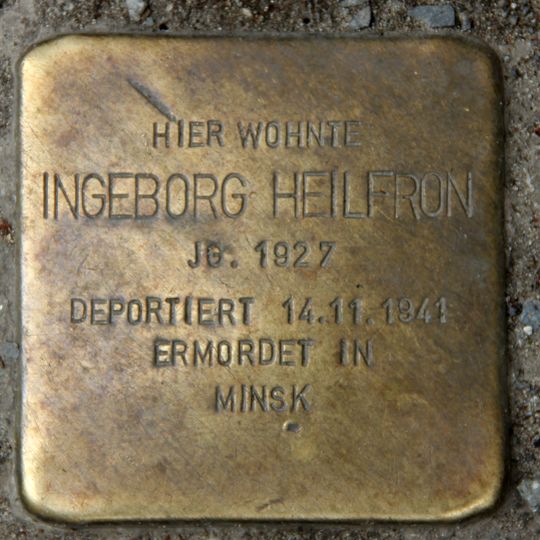 HIER WOHNTE
INGEBORG HEILFRON
JG. 1927
DEPORTIERT 14.11.1941
ERMORDET IN
MINSK